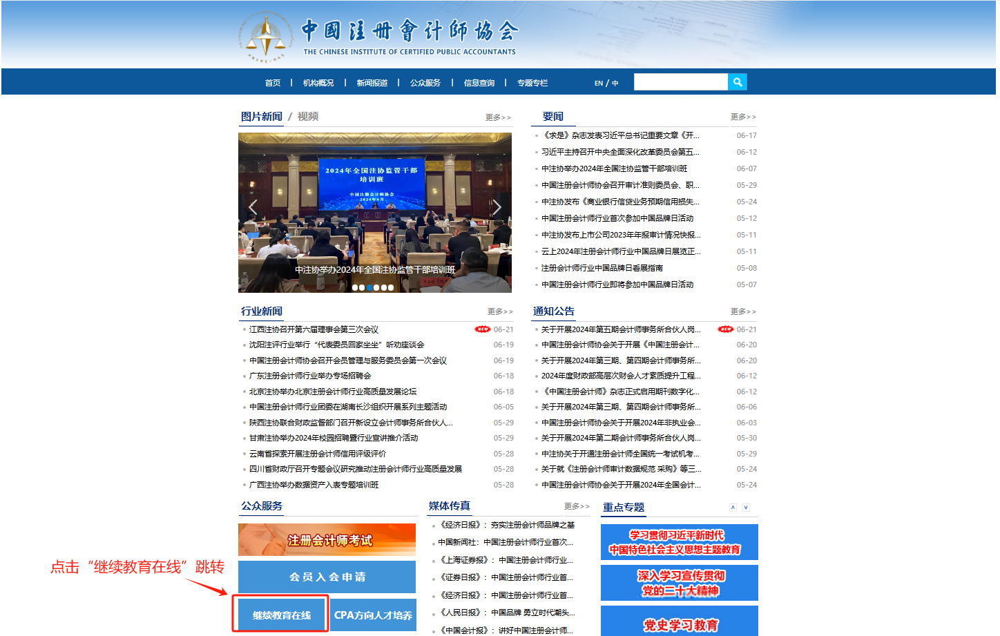 中國注册會计師協会
THE CHINESE INSTITUTE OF CERTIFIED PUBLIC ACCOUNTANTS
首页 | 机构概况 | 新闻报道 | 公众服务 | 信息查询 | 专题专栏
EN / 中
图片新闻 / 视频
更多>>
2024年全国注协监管干部
培训班
中国注册会计师协会
2024年6月
中注协举办2024年全国注协监管干部培训班
要闻
更多>>
《求是》杂志发表习近平总书记重要文章《开... 06-17
习近平主持召开中央全面深化改革委员会第五... 06-12
中注协举办2024年全国注协监管干部培训班 06-07
中国注册会计师协会召开审计准则委员会、职... 05-29
中注协发布《商业银行信贷业务预期信用损失... 05-24
中国注册会计师行业首次参加中国品牌日活动 05-12
中注协发布上市公司2023年年报审计情况快报... 05-11
云上2024年注册会计师行业中国品牌日展览正... 05-11
注册会计师行业中国品牌日看展指南 05-08
中国注册会计师行业即将参加中国品牌日活动 05-07
行业新闻
更多>>
江西注协召开第六届理事会第三次会议 NEW 06-21
沈阳注评行业举行“代表委员回家坐坐”听劝座谈会 06-19
中国注册会计师协会召开会员管理与服务委员会第一次会议 06-19
广东注册会计师行业举办专场招聘会 06-18
北京注协举办北京注册会计师行业高质量发展论坛 06-18
中国注册会计师行业团委在湖南长沙组织开展系列主题活动 06-05
陕西注协联合财政监督部门召开新设立会计师事务所合伙人... 05-29
甘肃注协举办2024年校园招聘暨行业宣讲推介活动 05-29
云南省探索开展注册会计师信用评级评价 05-28
四川省财政厅召开专题会议研究推动注册会计师行业高质量发展 05-28
广西注协举办数据资产入表专题培训班 05-28
通知公告
更多>>
关于开展2024年第五期会计师事务所合伙人岗... NEW 06-21
中国注册会计师协会关于开展《中国注册会计... 06-20
关于开展2024年第三期、第四期会计师事务所... 06-20
2024年度财政部高层次财会人才素质提升工程... 06-12
《中国注册会计师》杂志正式启用期刊数字化... 06-12
关于开展2024年第三期、第四期会计师事务所... 06-06
中国注册会计师协会关于开展2024年非执业会... 06-03
关于开展2024年第二期会计师事务所合伙人岗... 05-30
中注协关于开通注册会计师全国统一考试机考... 05-29
关于就《注册会计师审计数据规范 采购》等三... 05-24
中国注册会计师协会关于开展2024年全国会计... 05-24
公众服务
注册会计师考试
会员入会申请
点击“继续教育在线”跳转
继续教育在线
CPA方向人才培养
媒体传真
更多>>
《经济日报》：夯实注册会计师品牌之基
中国新闻社：中国注册会计师行业首次...
《上海证券报》：中国注册会计师行业...
《证券日报》：中国注册会计师行业首...
《经济日报》：中国注册会计师行业首...
《人民日报》：中国品牌 勇立时代潮头...
《中国会计报》：讲好中国注册会计师...
重点专题
学习贯彻习近平新时代
中国特色社会主义思想主题教育
深入学习宣传贯彻
党的二十大精神
党史学习教育